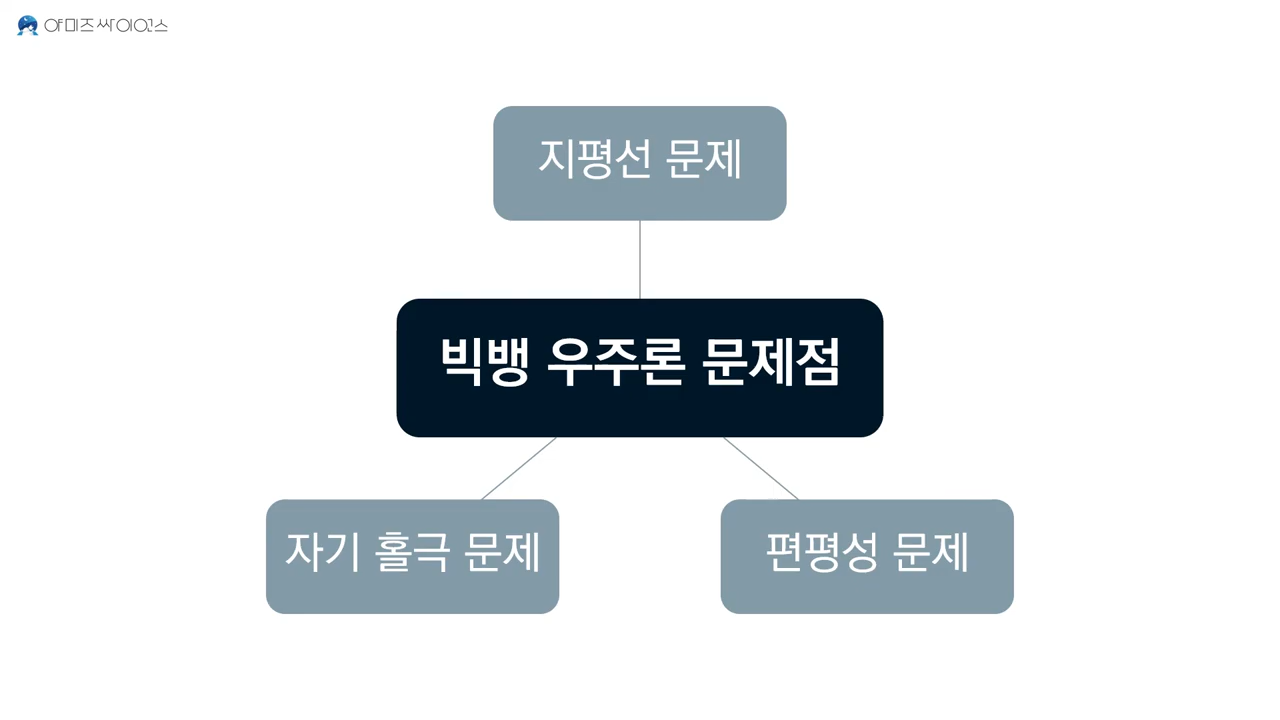 야미즈 싸이언스
지평선 문제
빅뱅 우주론 문제점
자기 홀극 문제
편평성 문제